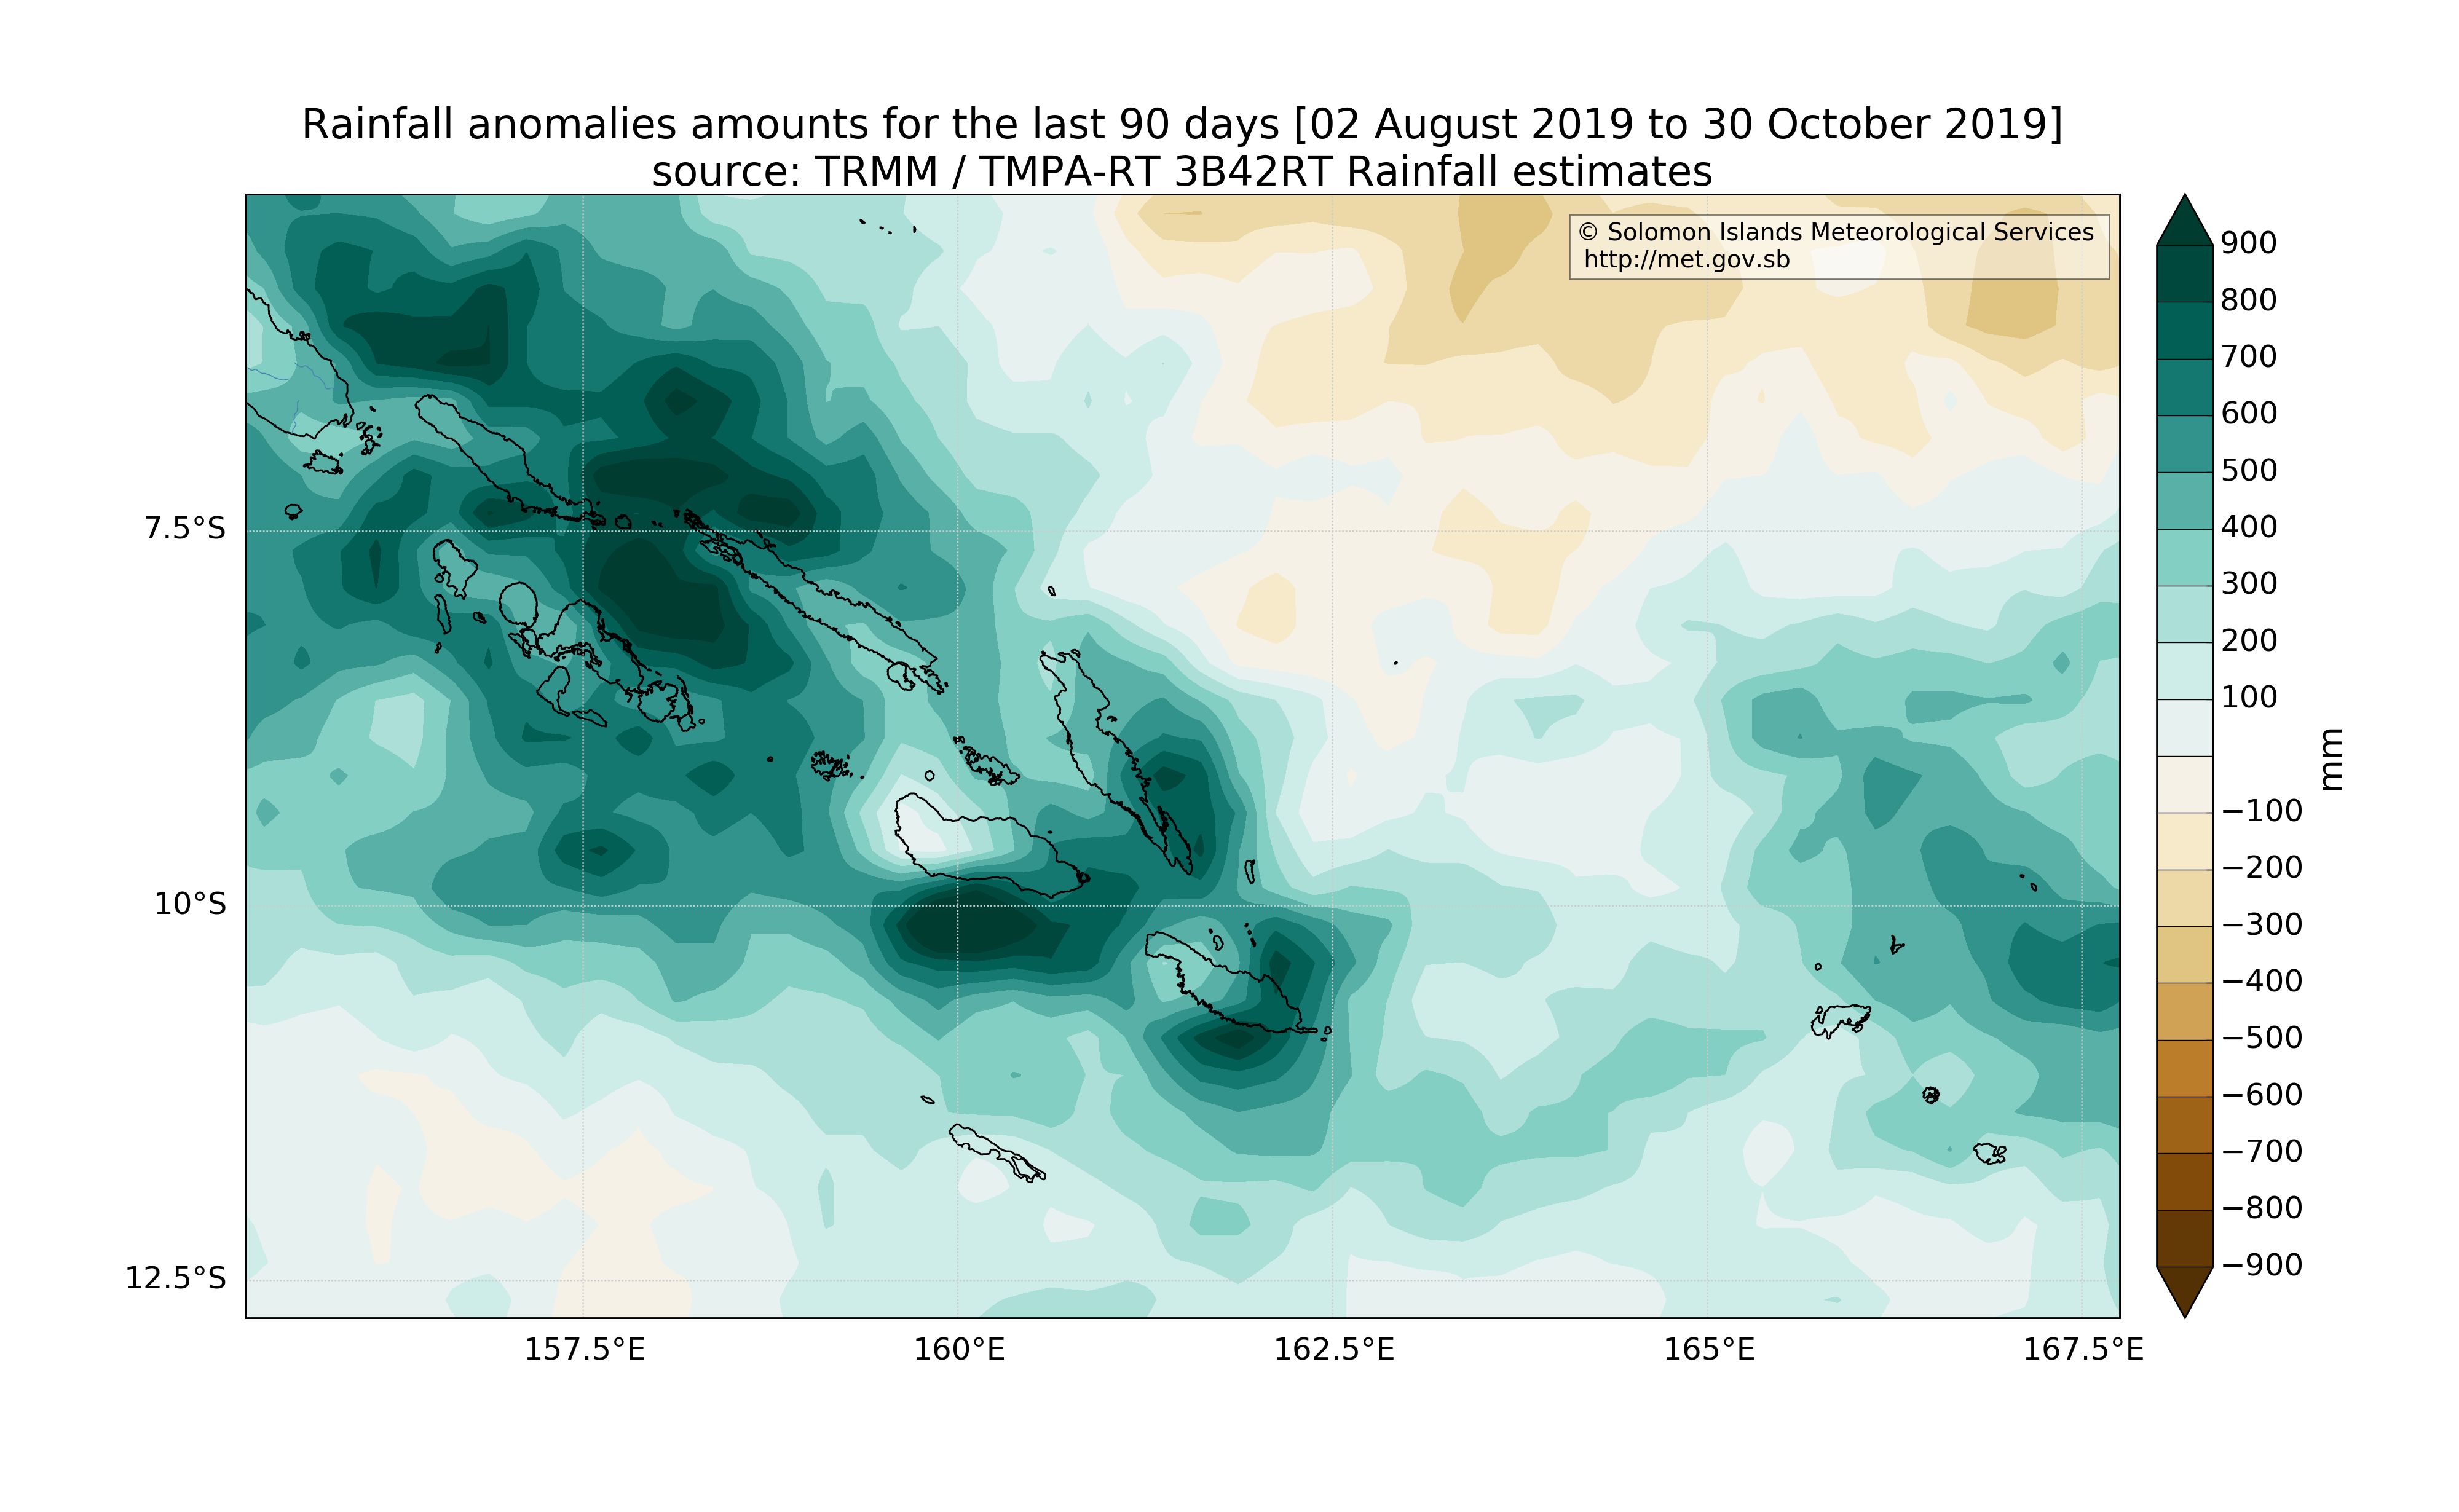 Rainfall anomalies amounts for the last 90 days [02 August 2019 to 30 October 2019]
source: TRMM / TMPA-RT 3B42RT Rainfall estimates
© Solomon Islands Meteorological Services
http://met.gov.sb
7.5°S
10°S
12.5°S
157.5°E
160°E
162.5°E
165°E
167.5°E
900
800
700
600
500
400
300
200
100
−100
−200
−300
−400
−500
−600
−700
−800
−900
mm